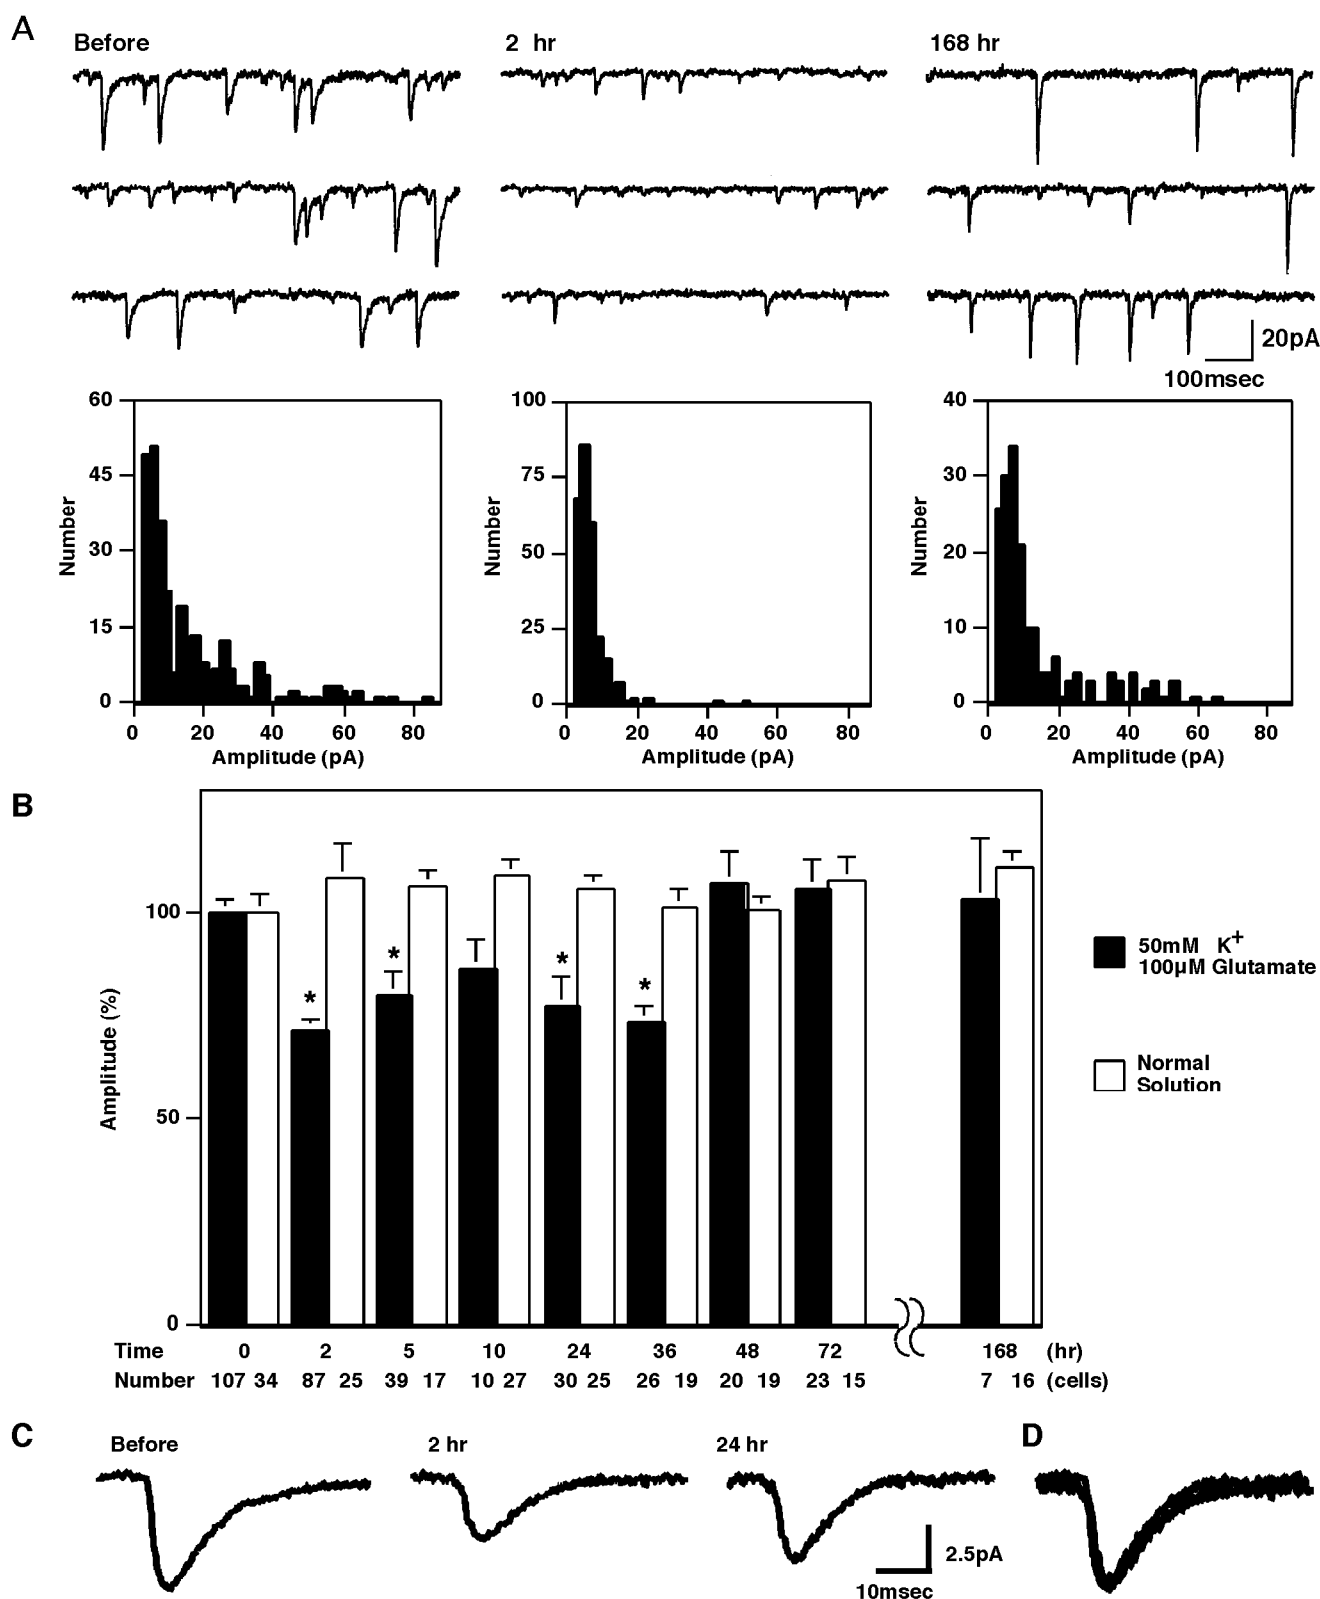 A
Before
2 hr
168 hr
20pA
100msec
60
45
30
15
0
Number
0 20 40 60 80
Amplitude (pA)
100
75
50
25
0
Number
0 20 40 60 80
Amplitude (pA)
40
30
20
10
0
Number
0 20 40 60 80
Amplitude (pA)
B
100
50
0
Amplitude (%)
*
*
*
*
50mM K+
100µM Glutamate
Normal
Solution
Time 0 2 5 10 24 36 48 72 168 (hr)
Number 107 34 87 25 39 17 10 27 30 25 26 19 20 19 23 15 7 16 (cells)
C
Before
2 hr
24 hr
2.5pA
10msec
D